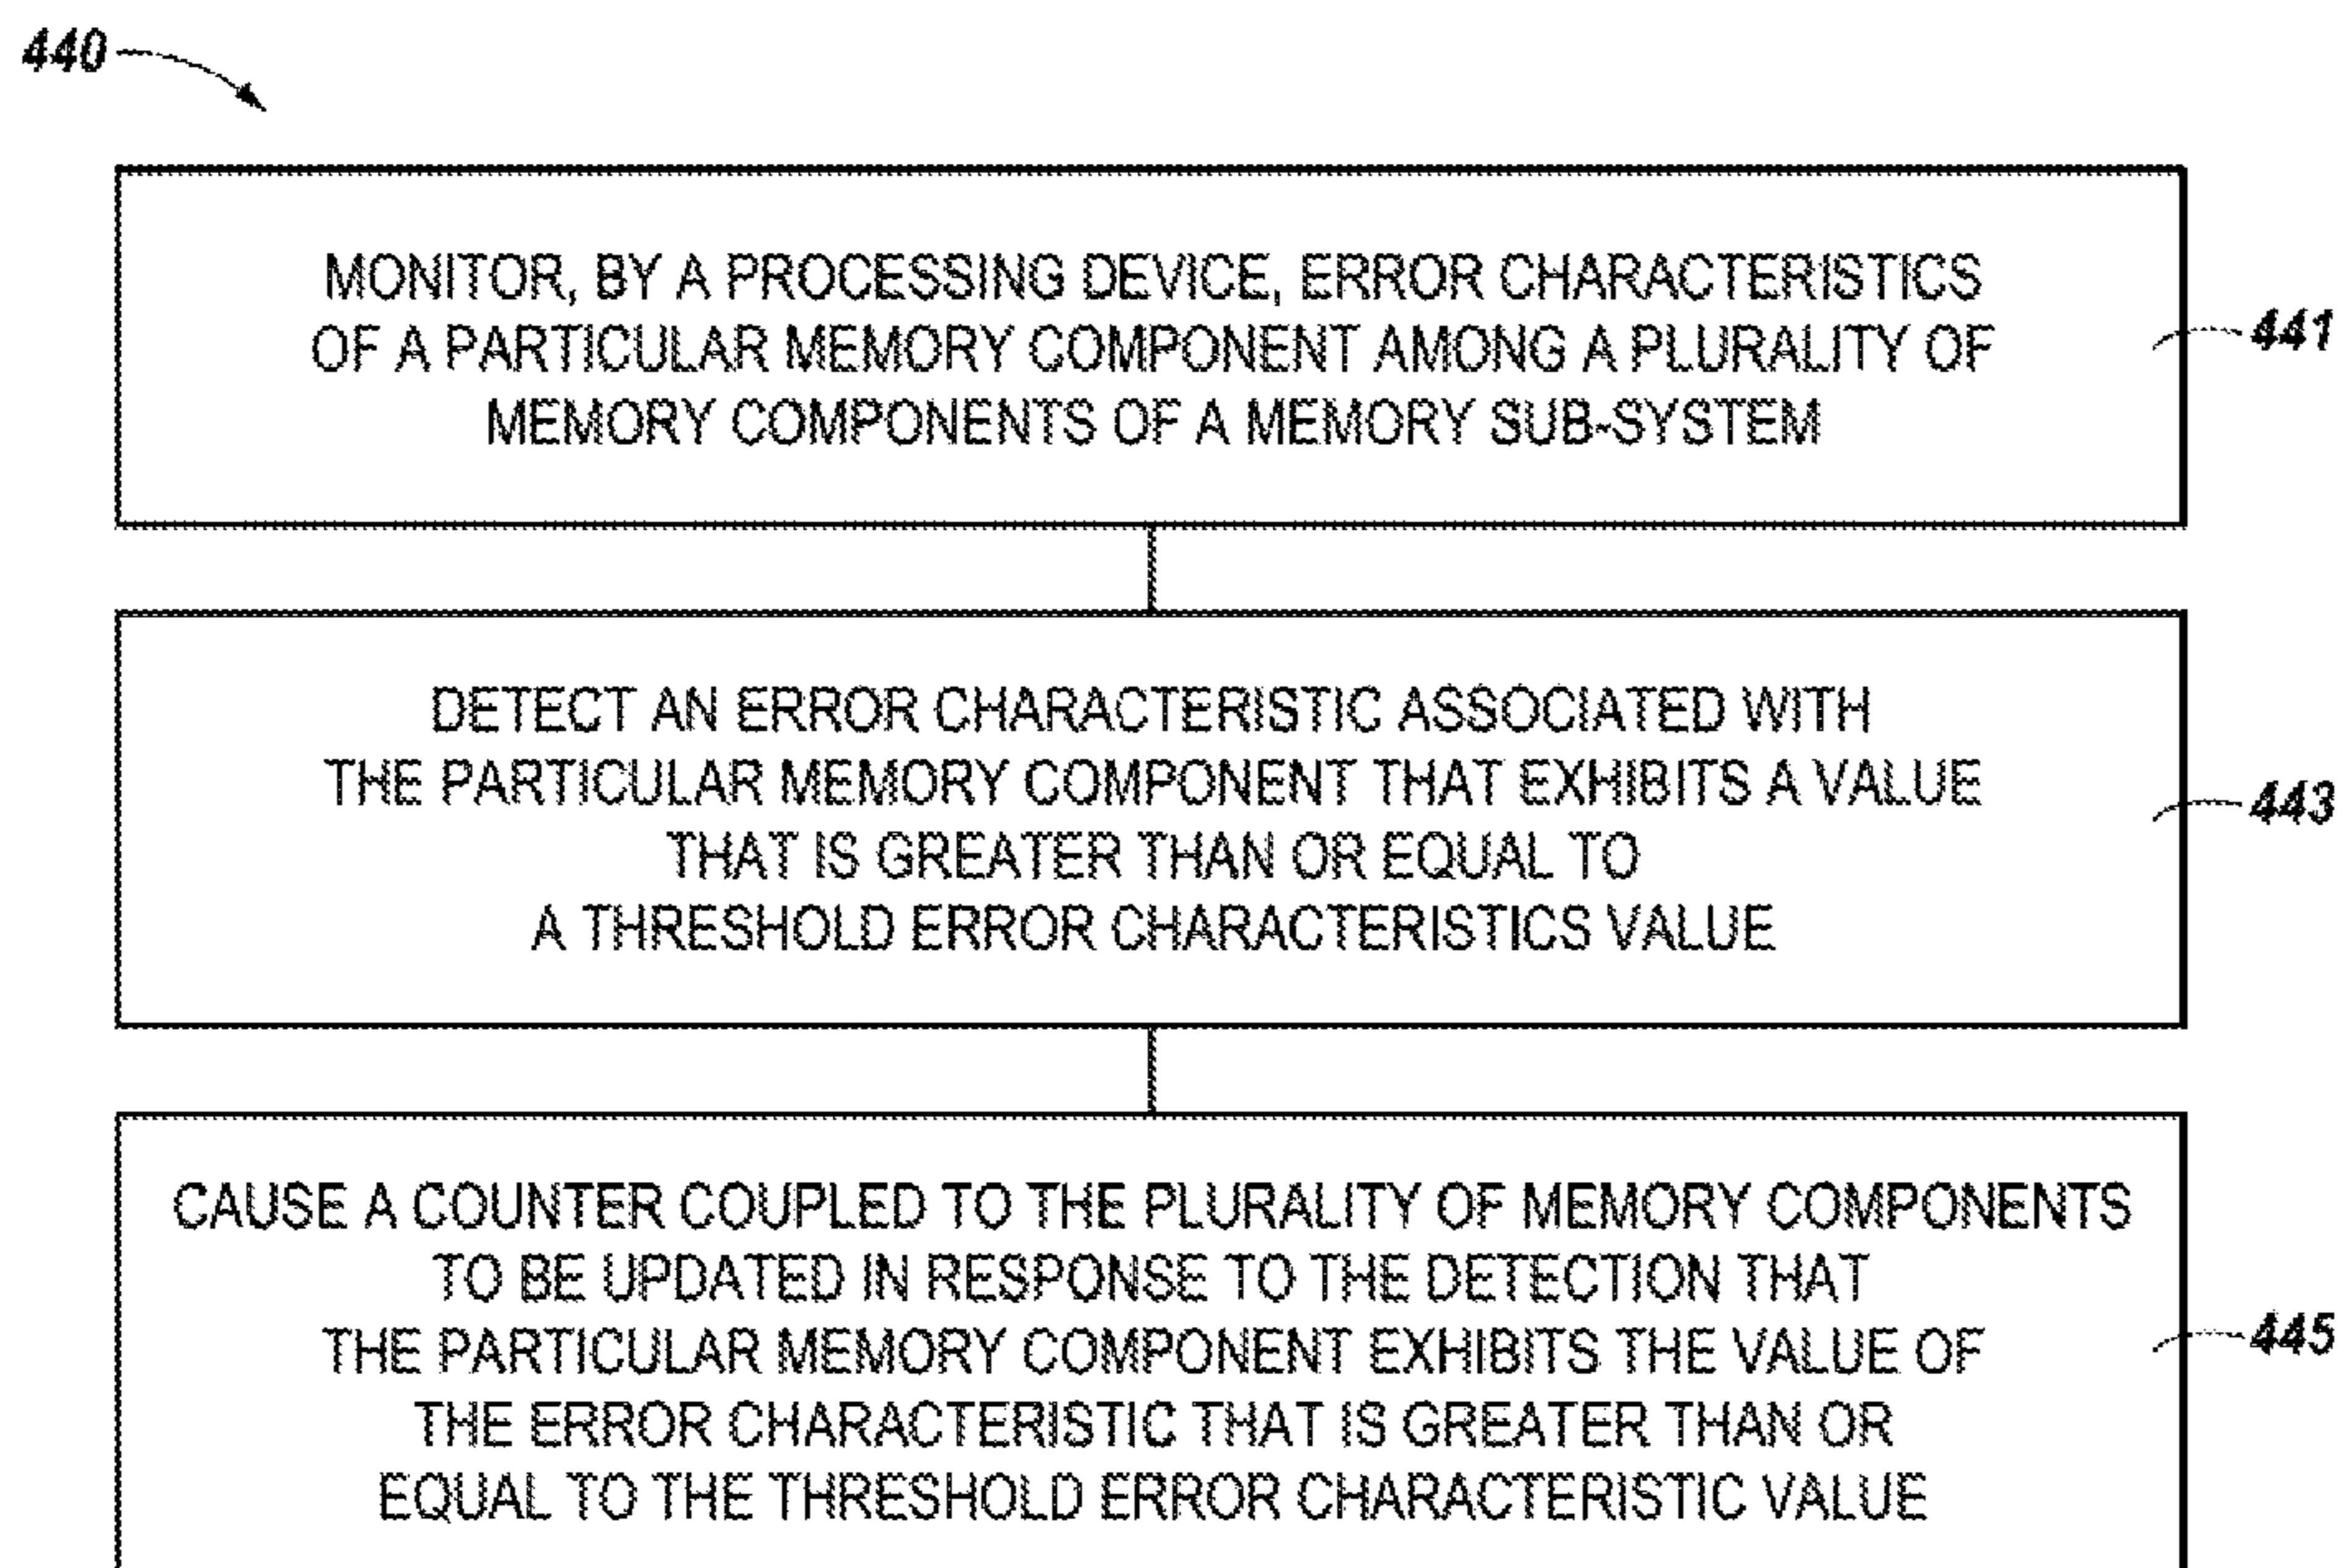 440
MONITOR, BY A PROCESSING DEVICE, ERROR CHARACTERISTICS
OF A PARTICULAR MEMORY COMPONENT AMONG A PLURALITY OF
MEMORY COMPONENTS OF A MEMORY SUB-SYSTEM
441
DETECT AN ERROR CHARACTERISTIC ASSOCIATED WITH
THE PARTICULAR MEMORY COMPONENT THAT EXHIBITS A VALUE
THAT IS GREATER THAN OR EQUAL TO
A THRESHOLD ERROR CHARACTERISTICS VALUE
443
CAUSE A COUNTER COUPLED TO THE PLURALITY OF MEMORY COMPONENTS
TO BE UPDATED IN RESPONSE TO THE DETECTION THAT
THE PARTICULAR MEMORY COMPONENT EXHIBITS THE VALUE OF
THE ERROR CHARACTERISTIC THAT IS GREATER THAN OR
EQUAL TO THE THRESHOLD ERROR CHARACTERISTIC VALUE
445